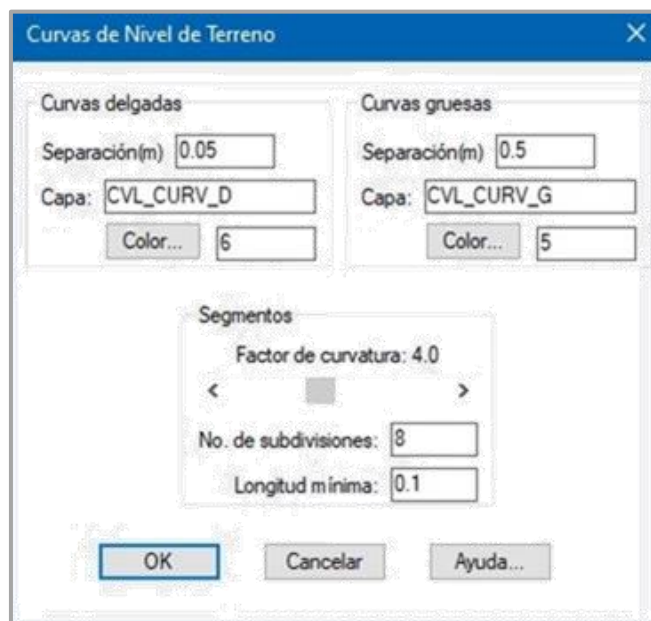 Curvas de Nivel de Terreno
Curvas delgadas
Separación(m) 0.05
Capa: CVL_CURV_D
Color... 6
Curvas gruesas
Separación(m) 0.5
Capa: CVL_CURV_G
Color... 5
Segmentos
Factor de curvatura: 4.0
< >
No. de subdivisiones: 8
Longitud mínima: 0.1
OK Cancelar Ayuda...